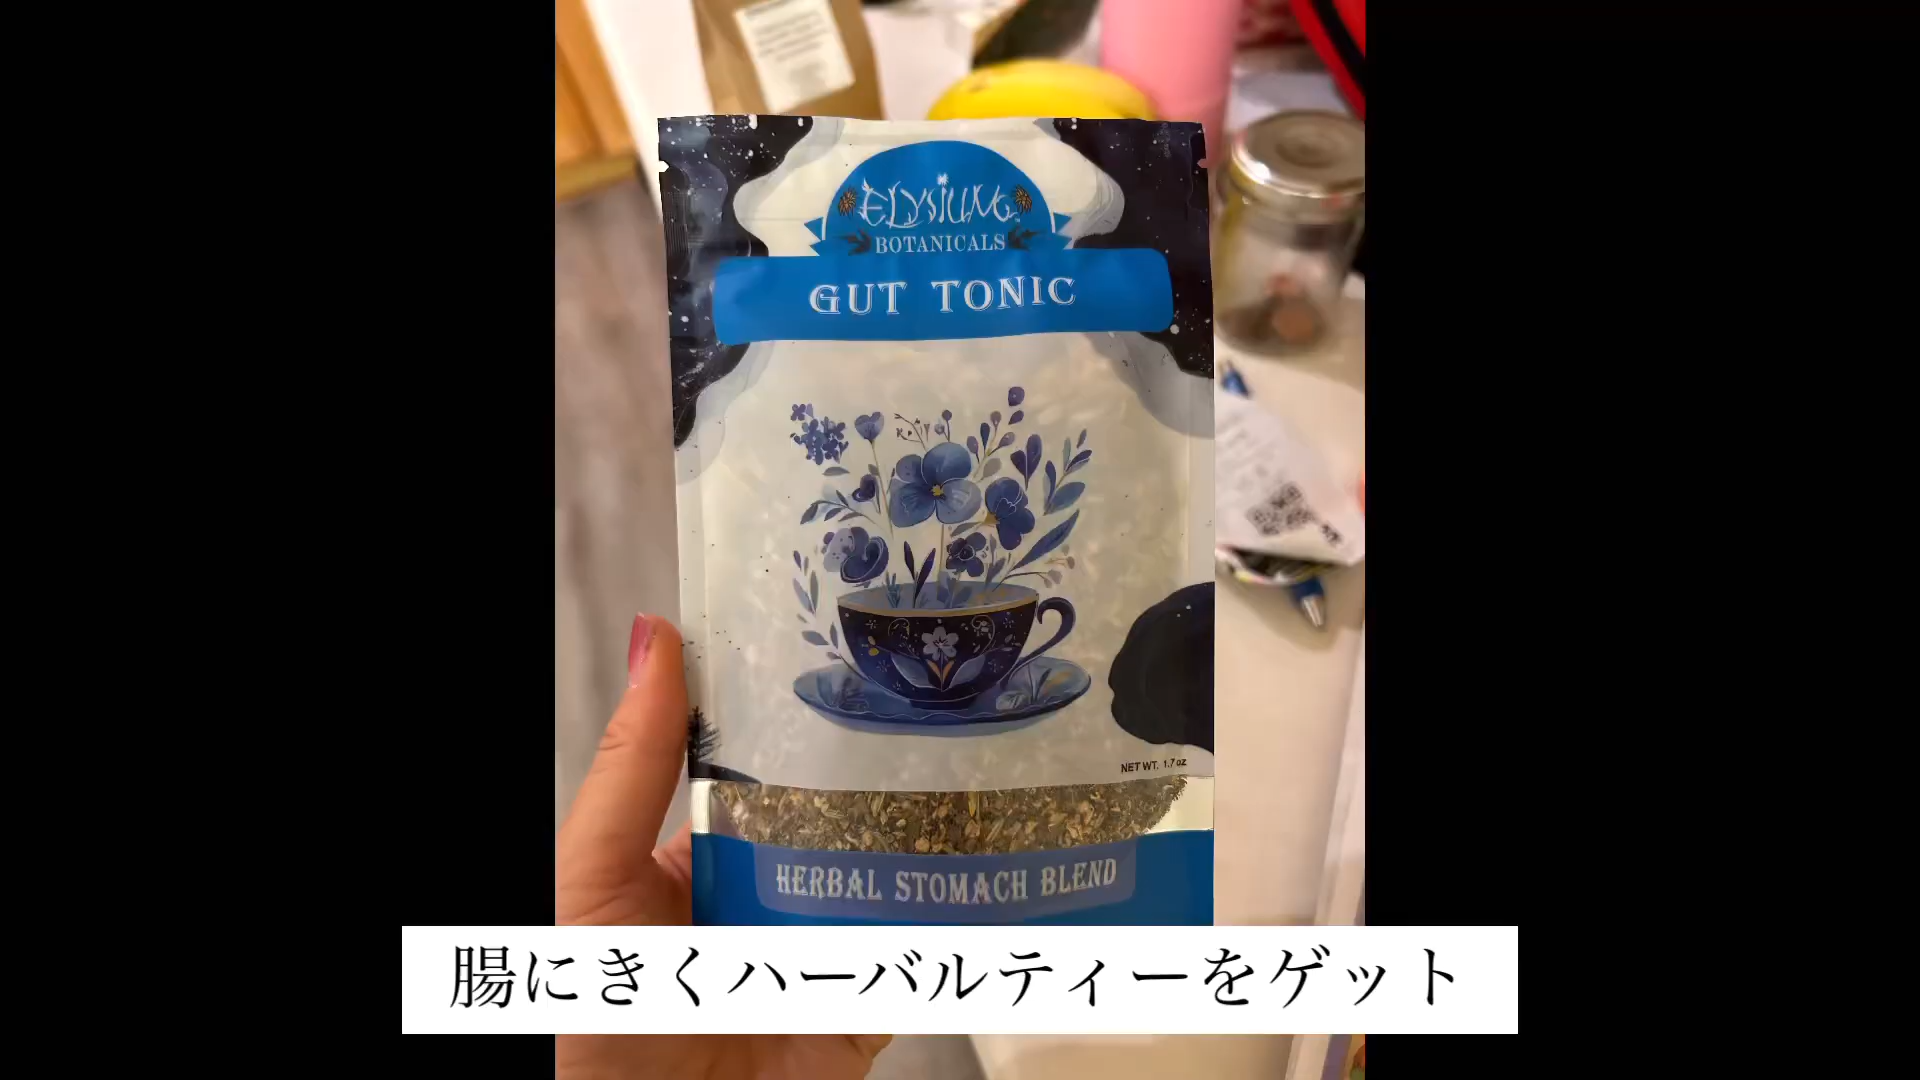 ELYSIUM
BOTANICALS
GUT TONIC
NET WT. 1.7 oz
HERBAL STOMACH BLEND
腸にきくハーバルティーをゲット